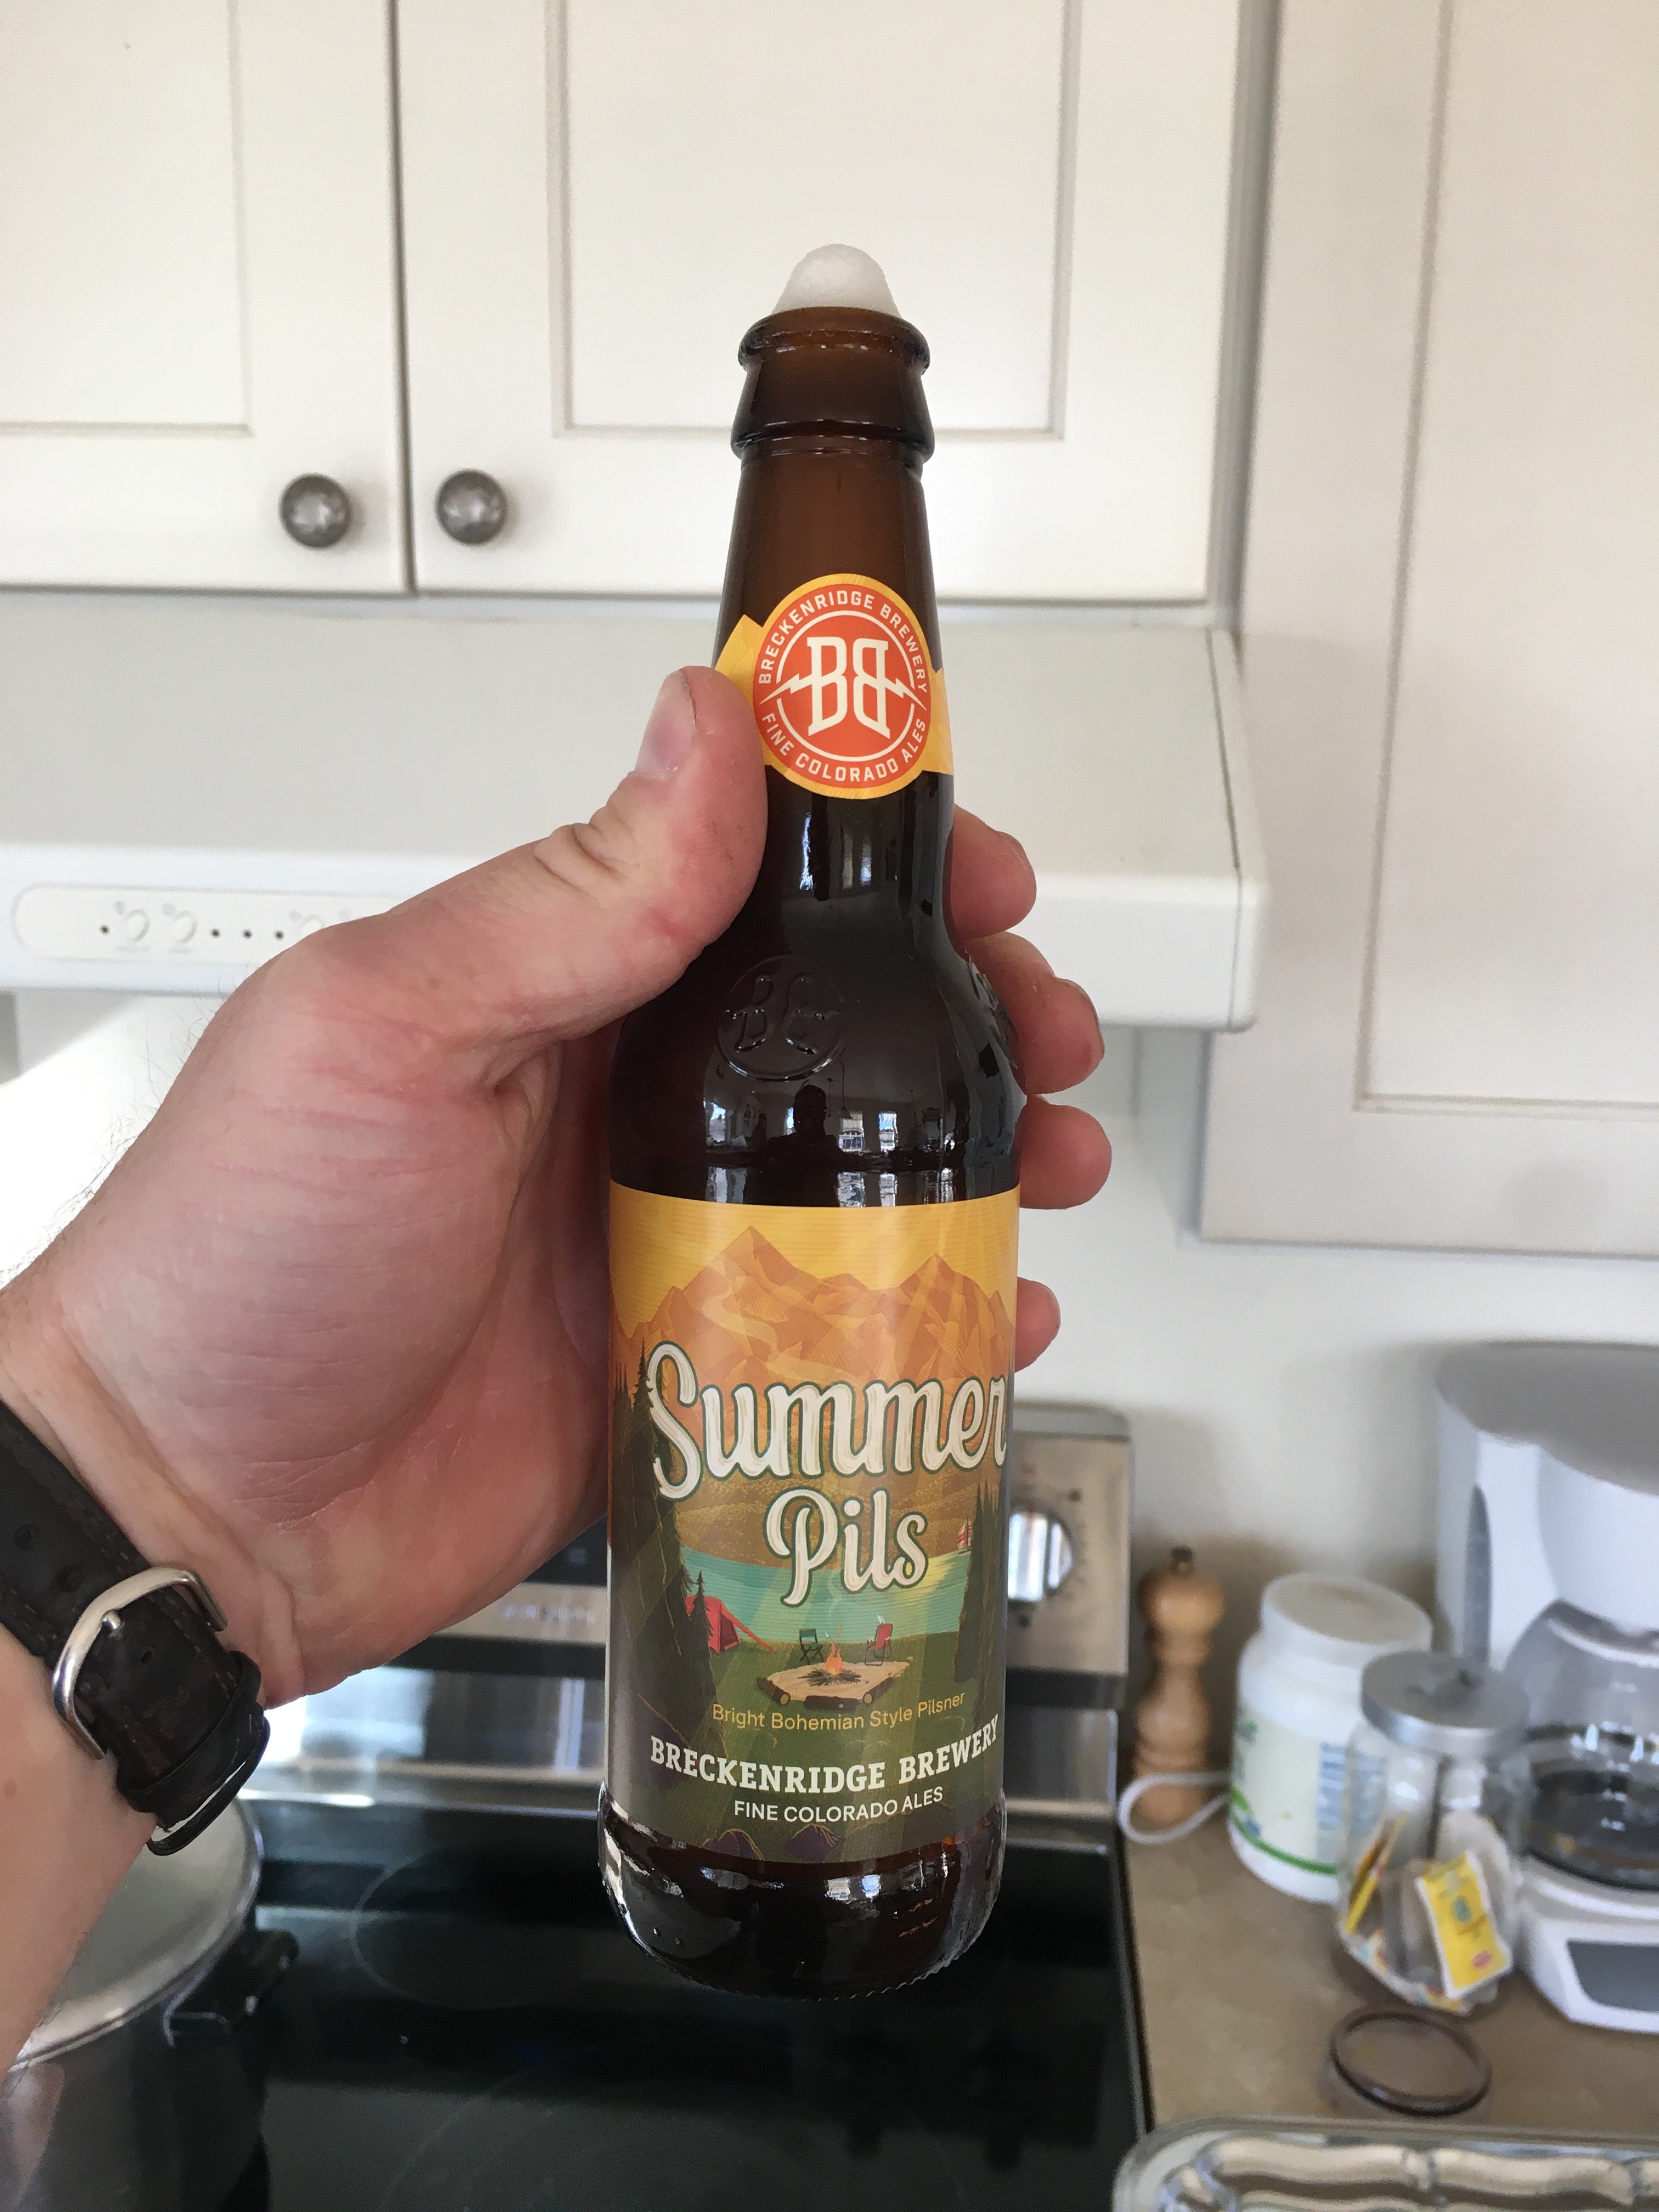 BRECKENRIDGE BREWERY
BB
FINE COLORADO ALES
Summer
Pils
Bright Bohemian Style Pilsner
BRECKENRIDGE BREWERY
FINE COLORADO ALES